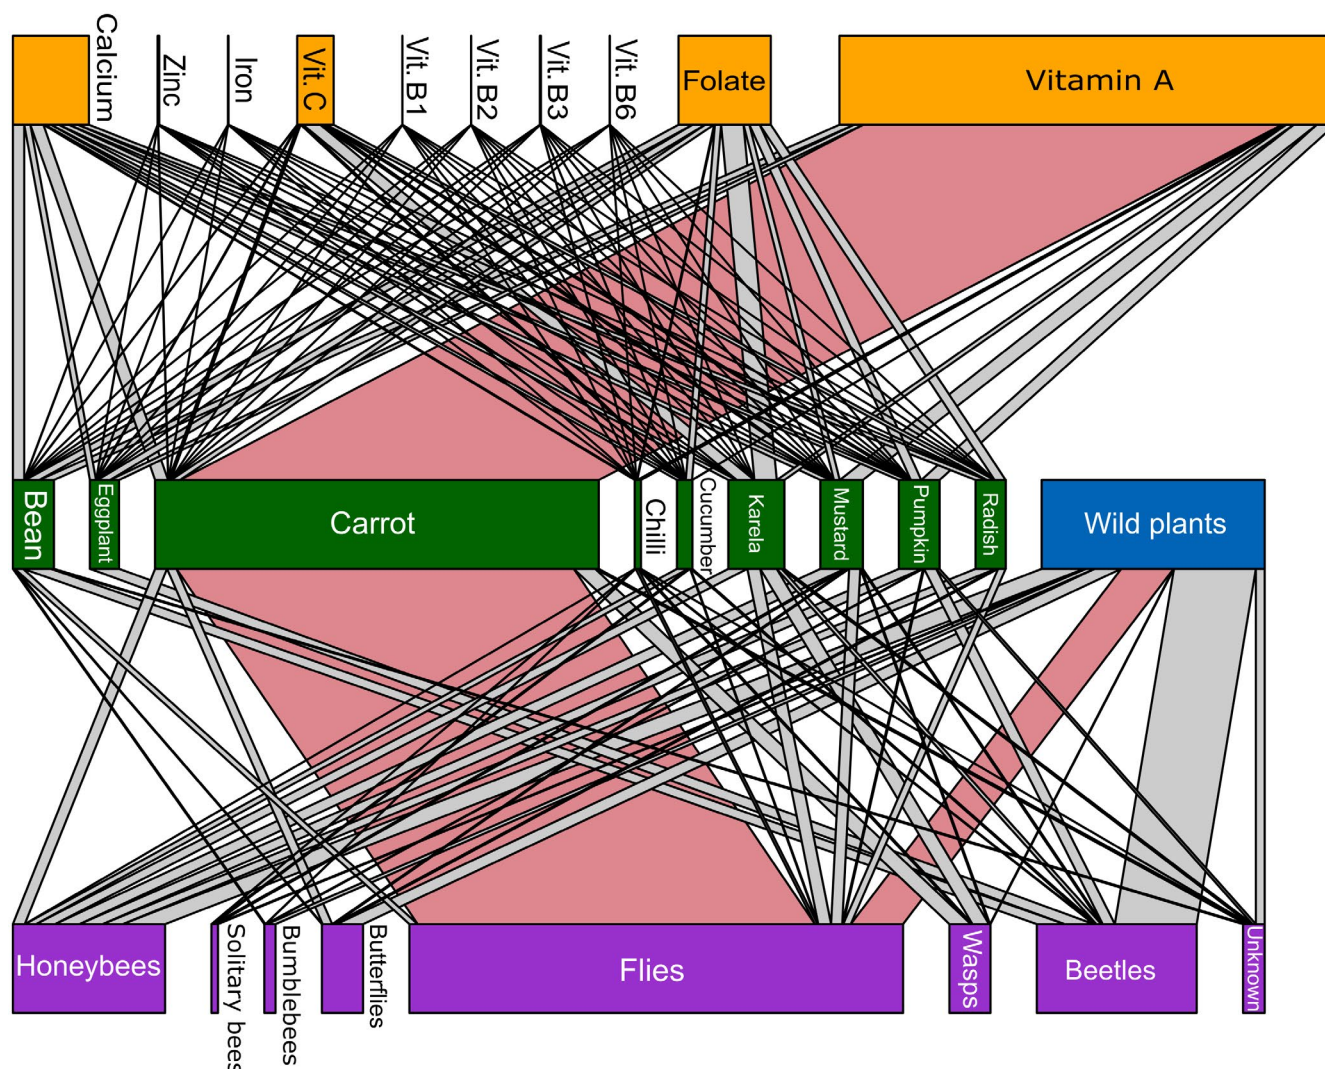 Calcium
Zinc
Iron
Vit. C
Vit. B1
Vit. B2
Vit. B3
Vit. B6
Folate
Vitamin A
Bean
Eggplant
Carrot
Chilli
Cucumber
Karela
Mustard
Pumpkin
Radish
Wild plants
Honeybees
Solitary bees
Bumblebees
Butterflies
Flies
Wasps
Beetles
Unknown